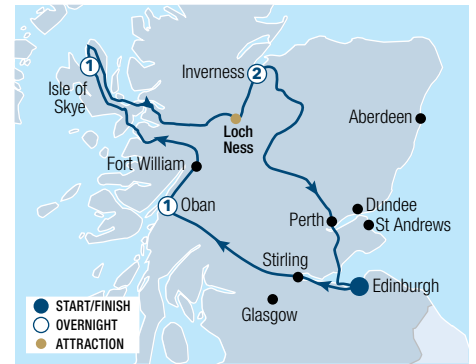 1
Isle of
Skye
Inverness 2
Loch
Ness
Aberdeen
Fort William
1 Oban
Dundee
Perth
St Andrews
Stirling
Edinburgh
Glasgow
START/FINISH
OVERNIGHT
ATTRACTION